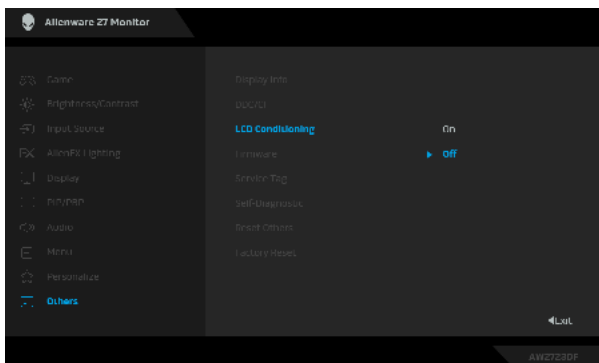 Alienware 27 Monitor
Game
Display Info
Brightness/Contrast
DDC/CI
Input Source
LCD Conditioning
On
AlienFX Lighting
Firmware
Off
Display
Service Tag
PIP/PBP
Self-Diagnostic
Audio
Reset Others
Menu
Factory Reset
Personalize
Others
Exit
AW2723DF